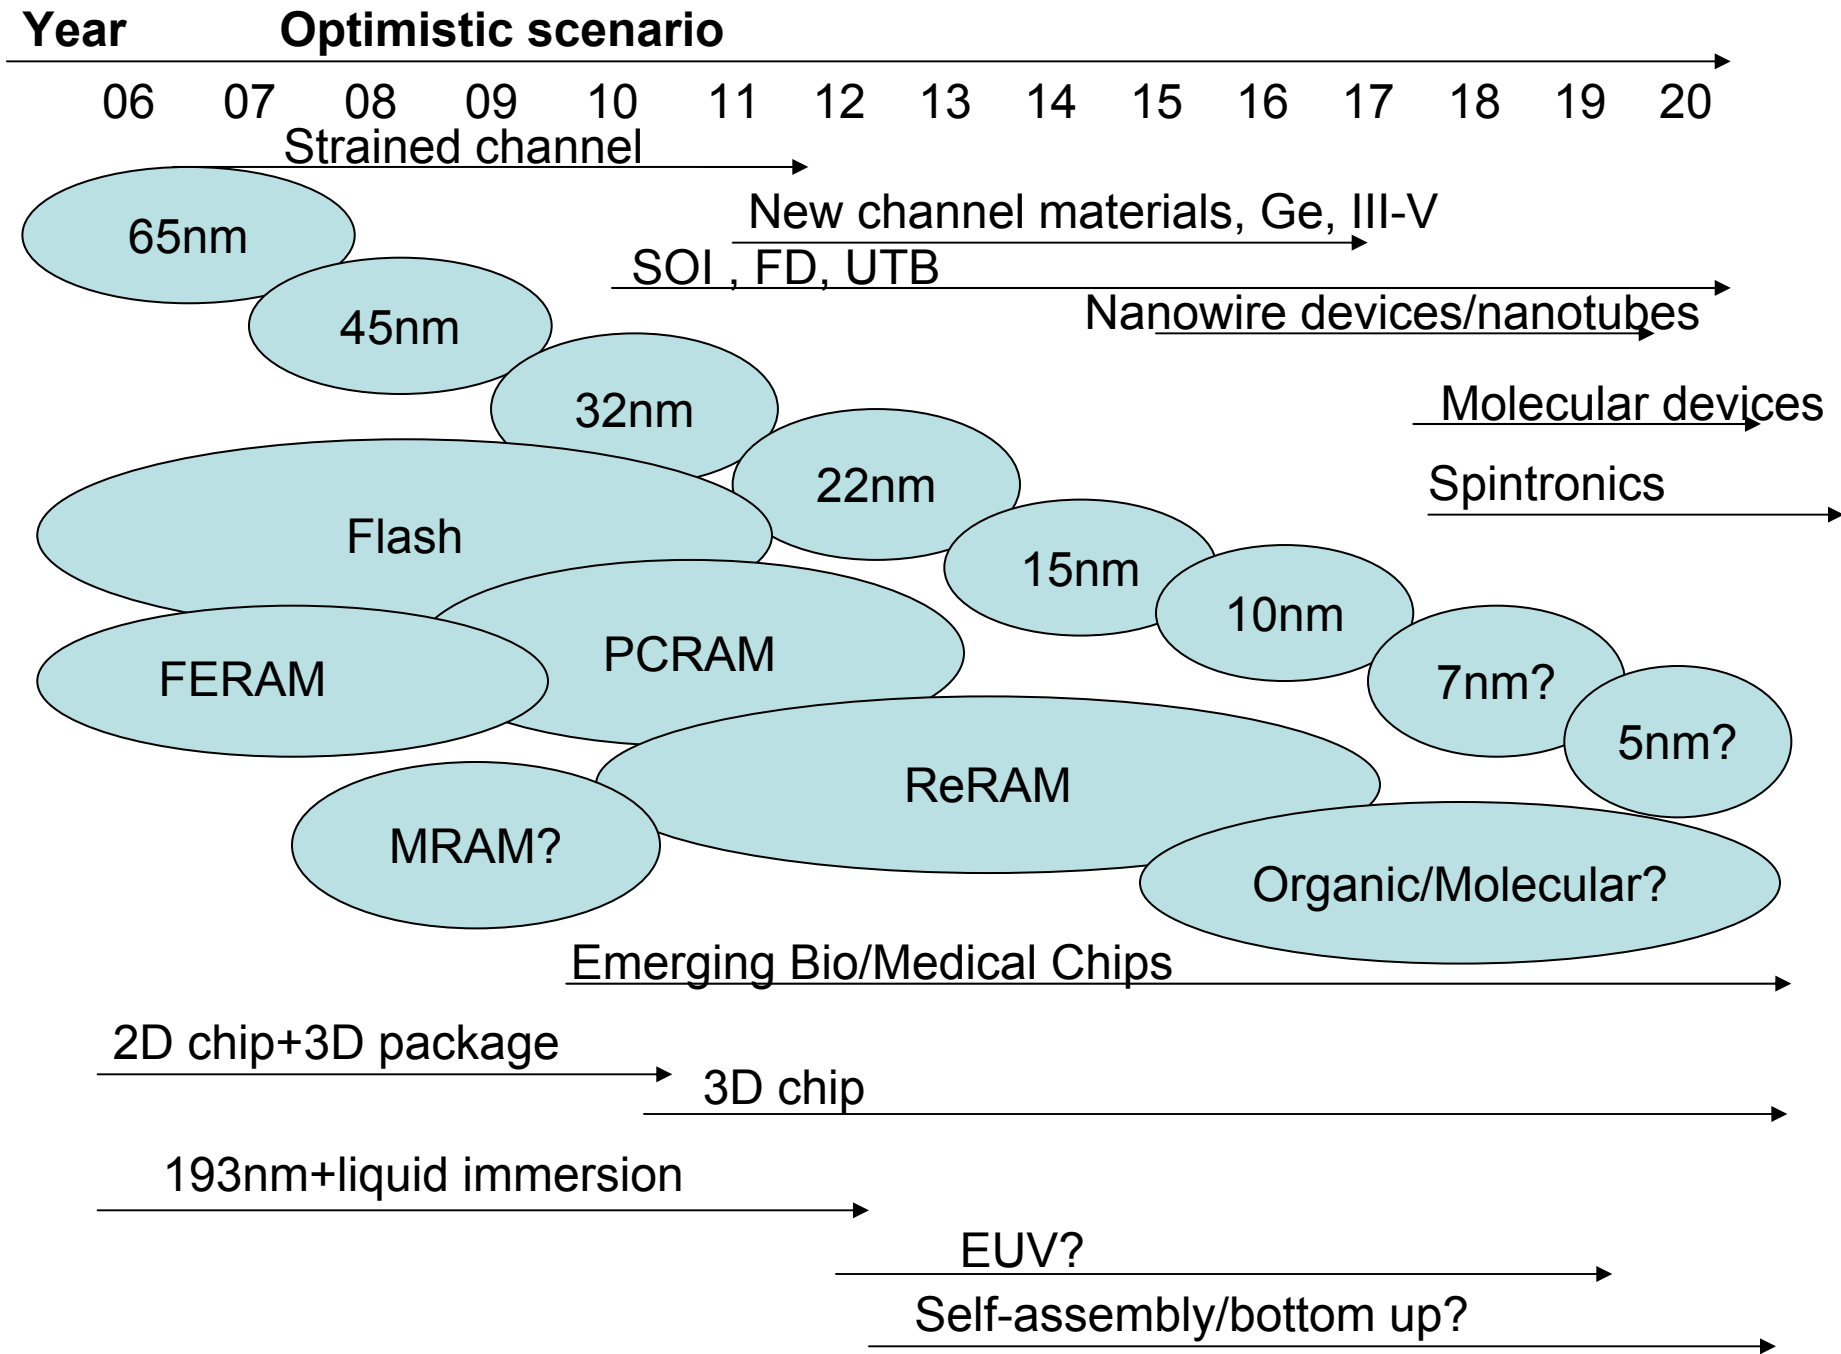 Year Optimistic scenario
06 07 08 09 10 11 12 13 14 15 16 17 18 19 20
Strained channel
New channel materials, Ge, III-V
65nm
SOI , FD, UTB
Nanowire devices/nanotubes
45nm
32nm
Molecular devices
22nm
Spintronics
Flash
15nm
10nm
PCRAM
FERAM
7nm?
5nm?
ReRAM
MRAM?
Organic/Molecular?
Emerging Bio/Medical Chips
2D chip+3D package
3D chip
193nm+liquid immersion
EUV?
Self-assembly/bottom up?